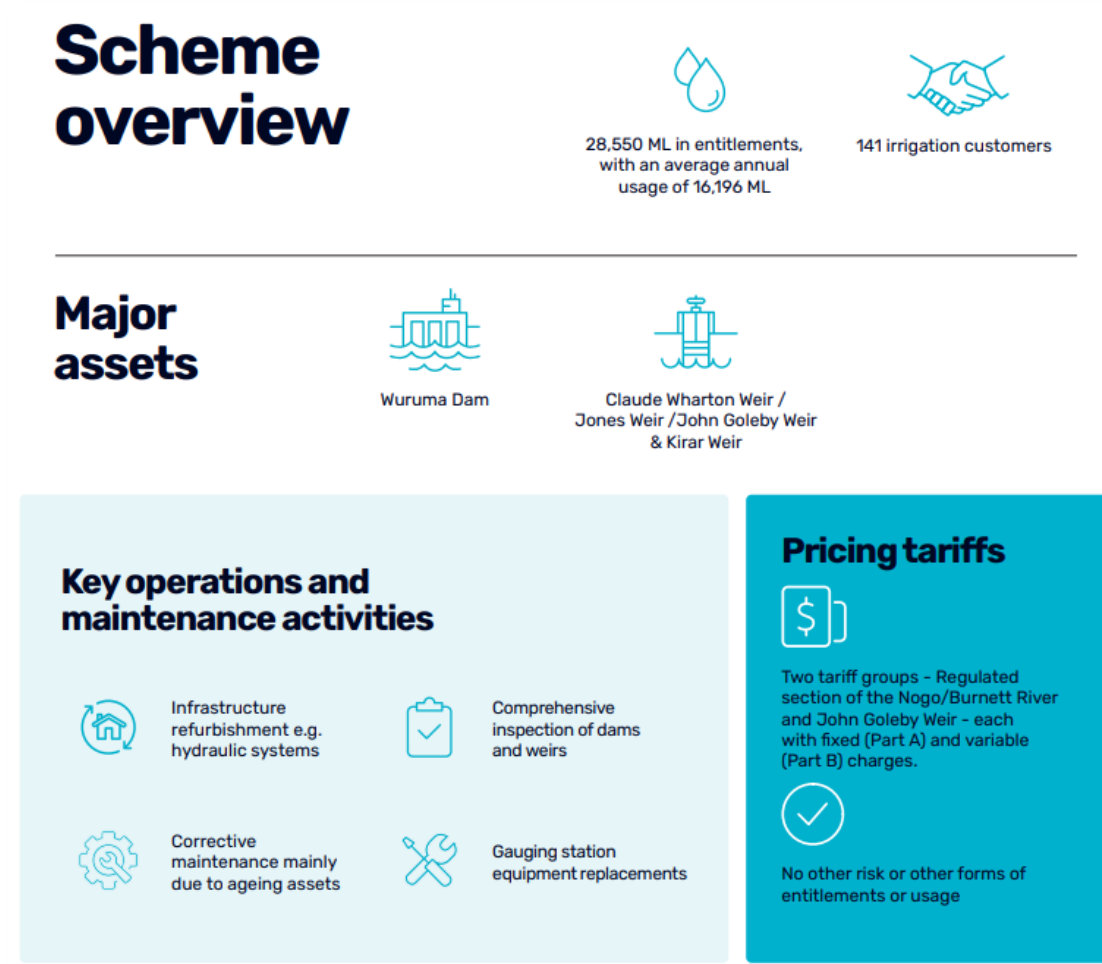 Scheme
overview
28,550 ML in entitlements,
with an average annual
usage of 16,196 ML
141 irrigation customers
Major
assets
Wuruma Dam
Claude Wharton Weir /
Jones Weir /John Goleby Weir
& Kirar Weir
Key operations and
maintenance activities
Infrastructure
refurbishment e.g.
hydraulic systems
Comprehensive
inspection of dams
and weirs
Corrective
maintenance mainly
due to ageing assets
Gauging station
equipment replacements
Pricing tariffs
$
Two tariff groups - Regulated
section of the Nogo/Burnett River
and John Goleby Weir - each
with fixed (Part A) and variable
(Part B) charges.
No other risk or other forms of
entitlements or usage